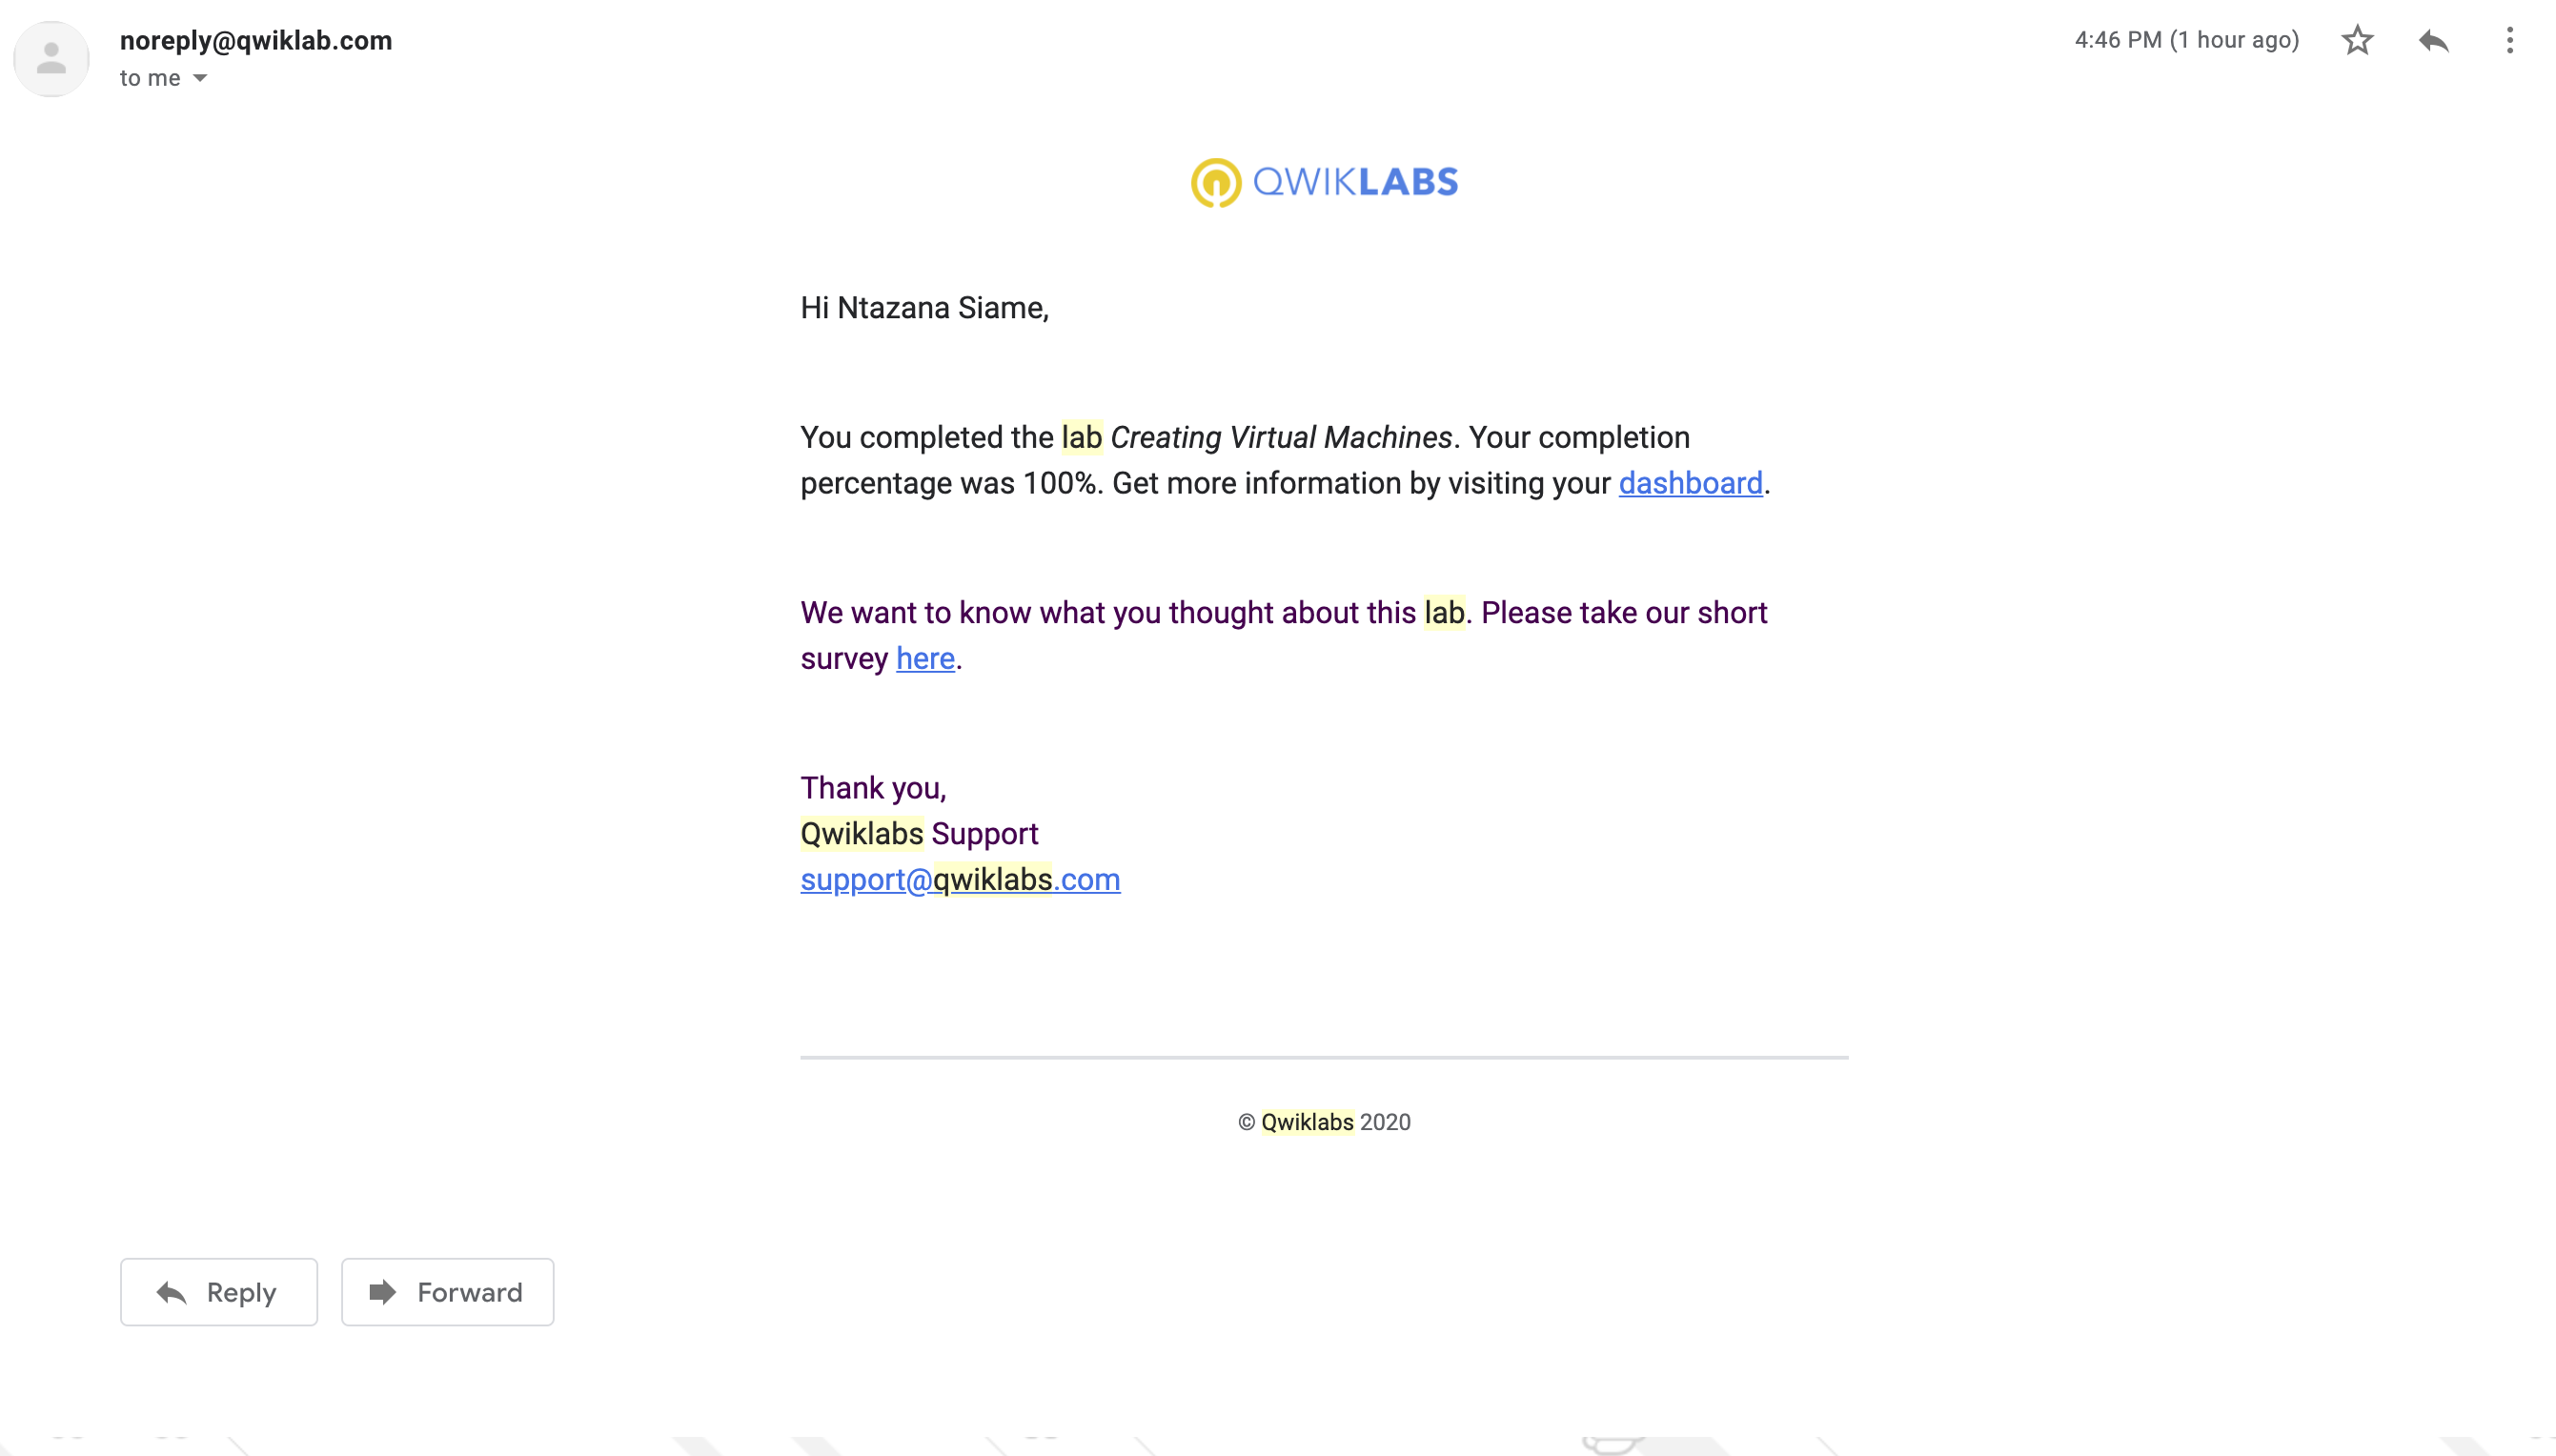 noreply@qwiklab.com
4:46 PM (1 hour ago)
to me
QWIKLABS
Hi Ntazana Siame,
You completed the lab Creating Virtual Machines. Your completion
percentage was 100%. Get more information by visiting your dashboard.
We want to know what you thought about this lab. Please take our short
survey here.
Thank you,
Qwiklabs Support
support@qwiklabs.com
© Qwiklabs 2020
Reply
Forward